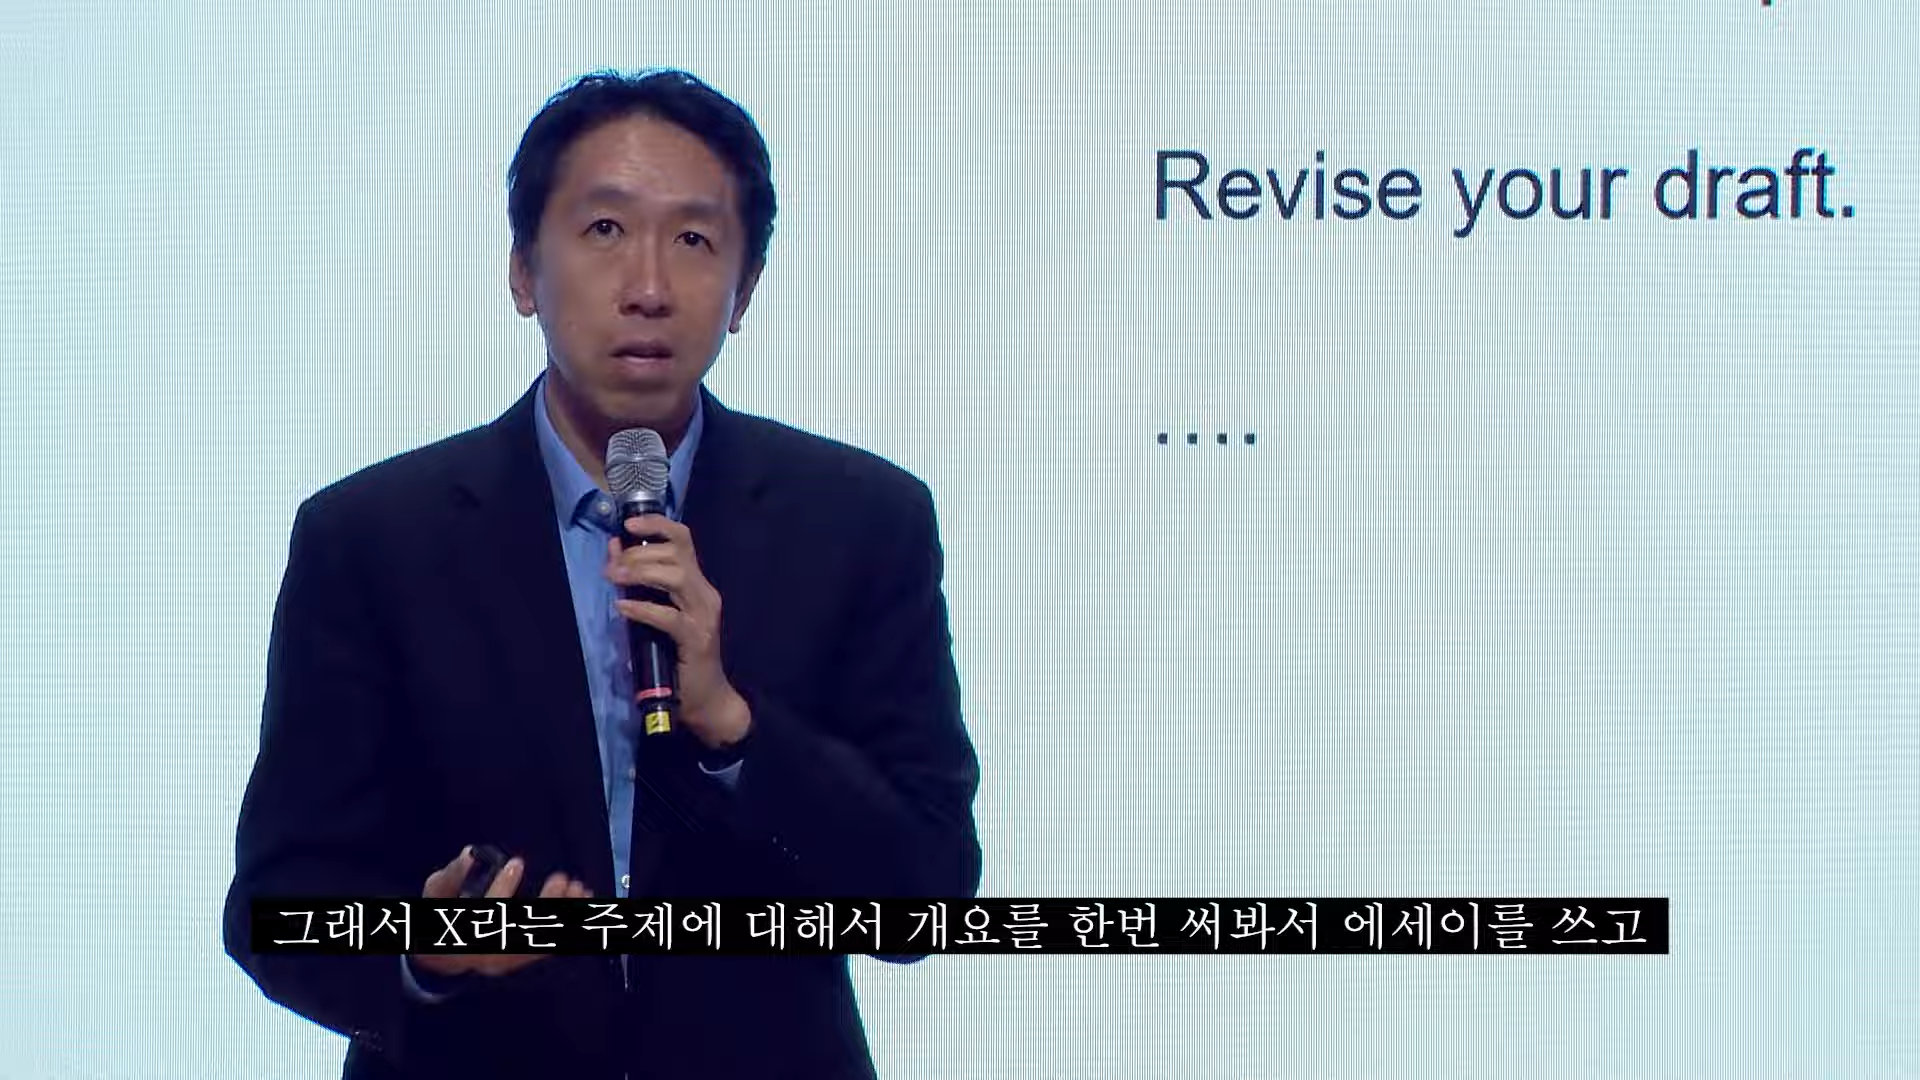 Revise your draft.
....
그래서 X라는 주제에 대해서 개요를 한번 써봐서 에세이를 쓰고